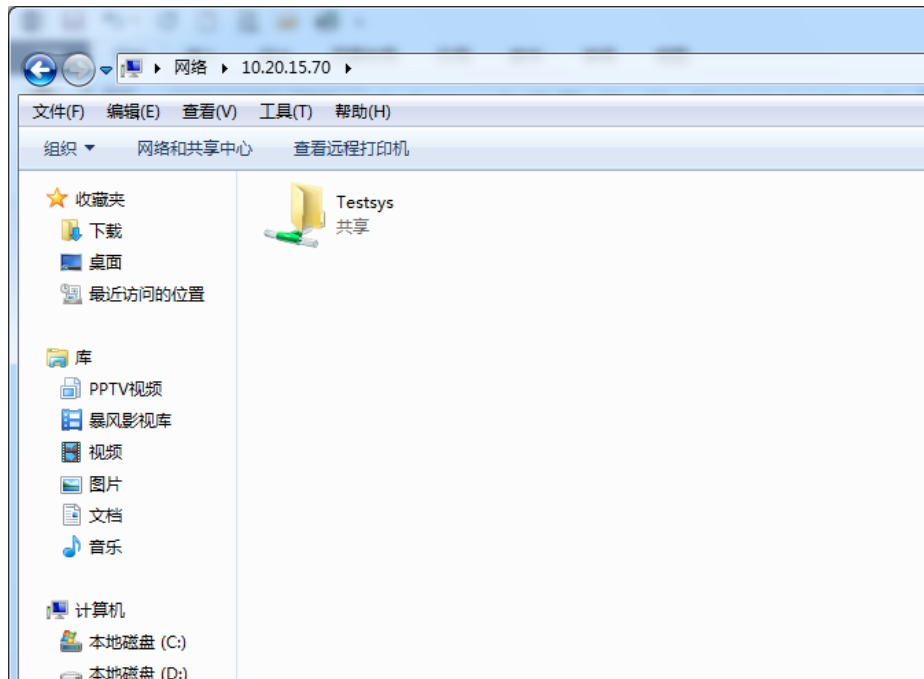 网络 10.20.15.70
文件(F) 编辑(E) 查看(V) 工具(T) 帮助(H)
组织 网络和共享中心 查看远程打印机
收藏夹
下载
桌面
最近访问的位置
库
PPTV视频
暴风影视库
视频
图片
文档
音乐
计算机
本地磁盘 (C:)
本地磁盘 (D:)
Testsys
共享